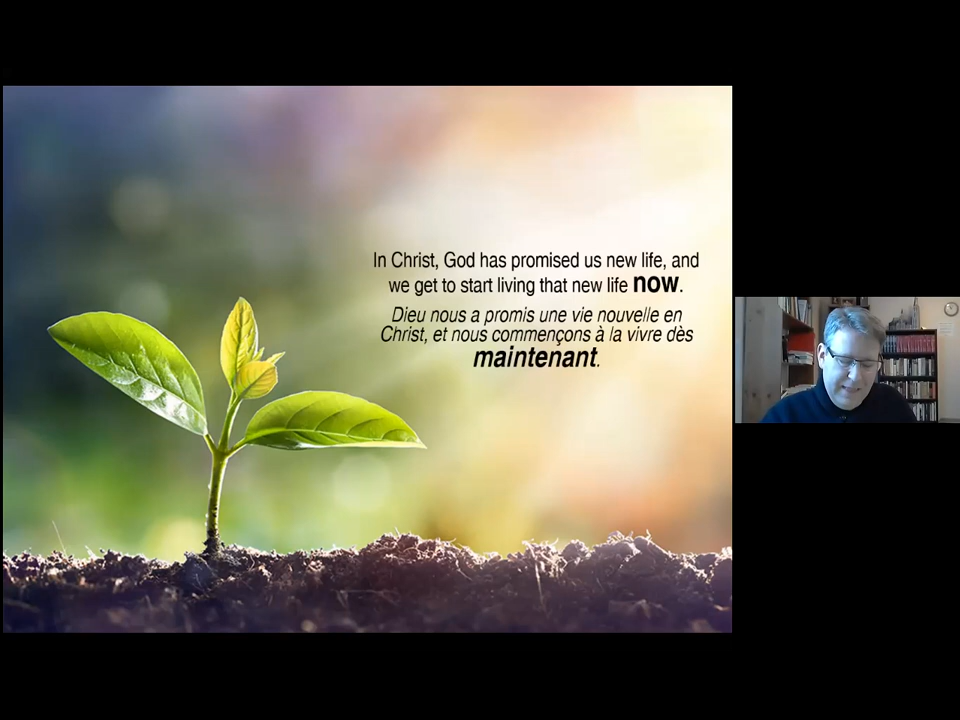 In Christ, God has promised us new life, and
we get to start living that new life now.
Dieu nous a promis une vie nouvelle en
Christ, et nous commençons à la vivre dès
maintenant.